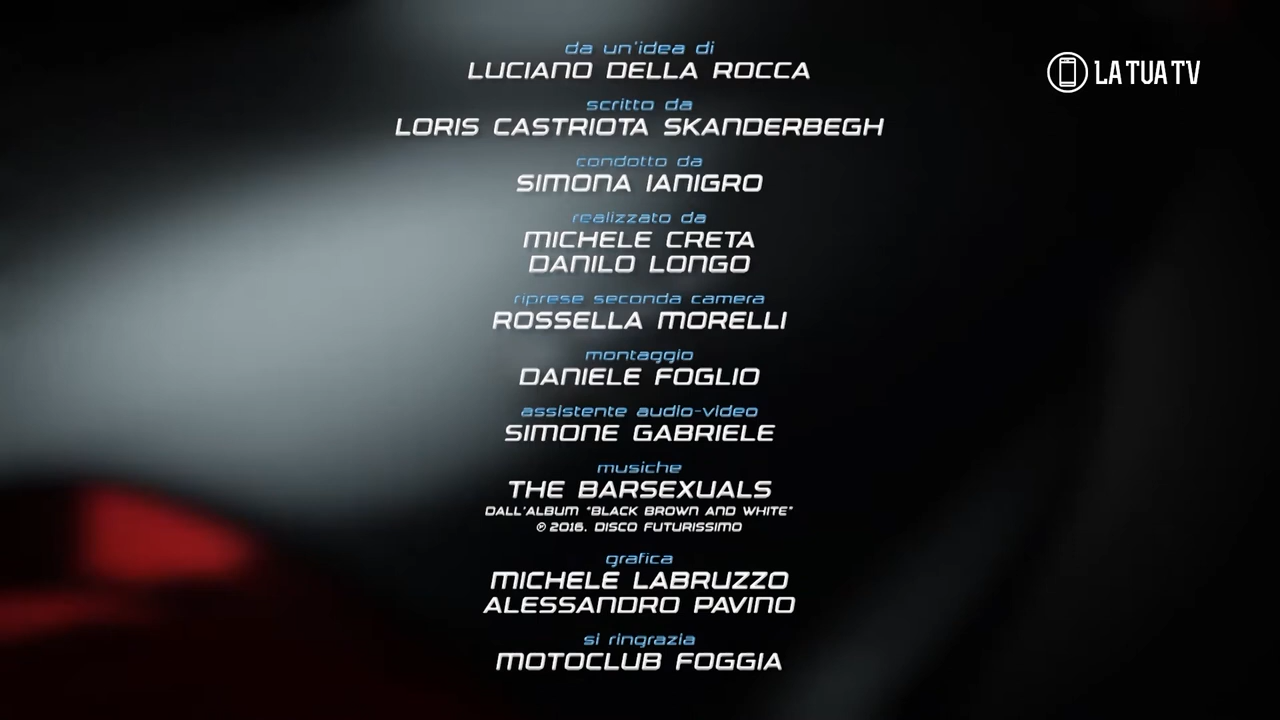 da un'idea di
LUCIANO DELLA ROCCA
LA TUA TV
scritto da
LORIS CASTRIOTA SKANDERBEGH
condotto da
SIMONA IANIGRO
realizzato da
MICHELE CRETA
DANILO LONGO
riprese seconda camera
ROSSELLA MORELLI
montaggio
DANIELE FOGLIO
assistente audio-video
SIMONE GABRIELE
musiche
THE BARSEXUALS
DALL'ALBUM "BLACK BROWN AND WHITE"
© 2016. DISCO FUTURISSIMO
grafica
MICHELE LABRUZZO
ALESSANDRO PAVINO
si ringrazia
MOTOCLUB FOGGIA